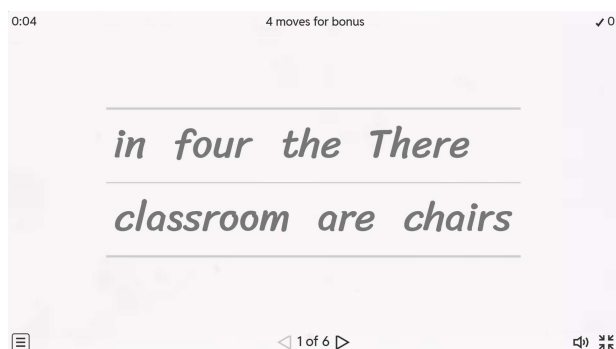 0:04 4 moves for bonus ✓ 0
in four the There
classroom are chairs
1 of 6